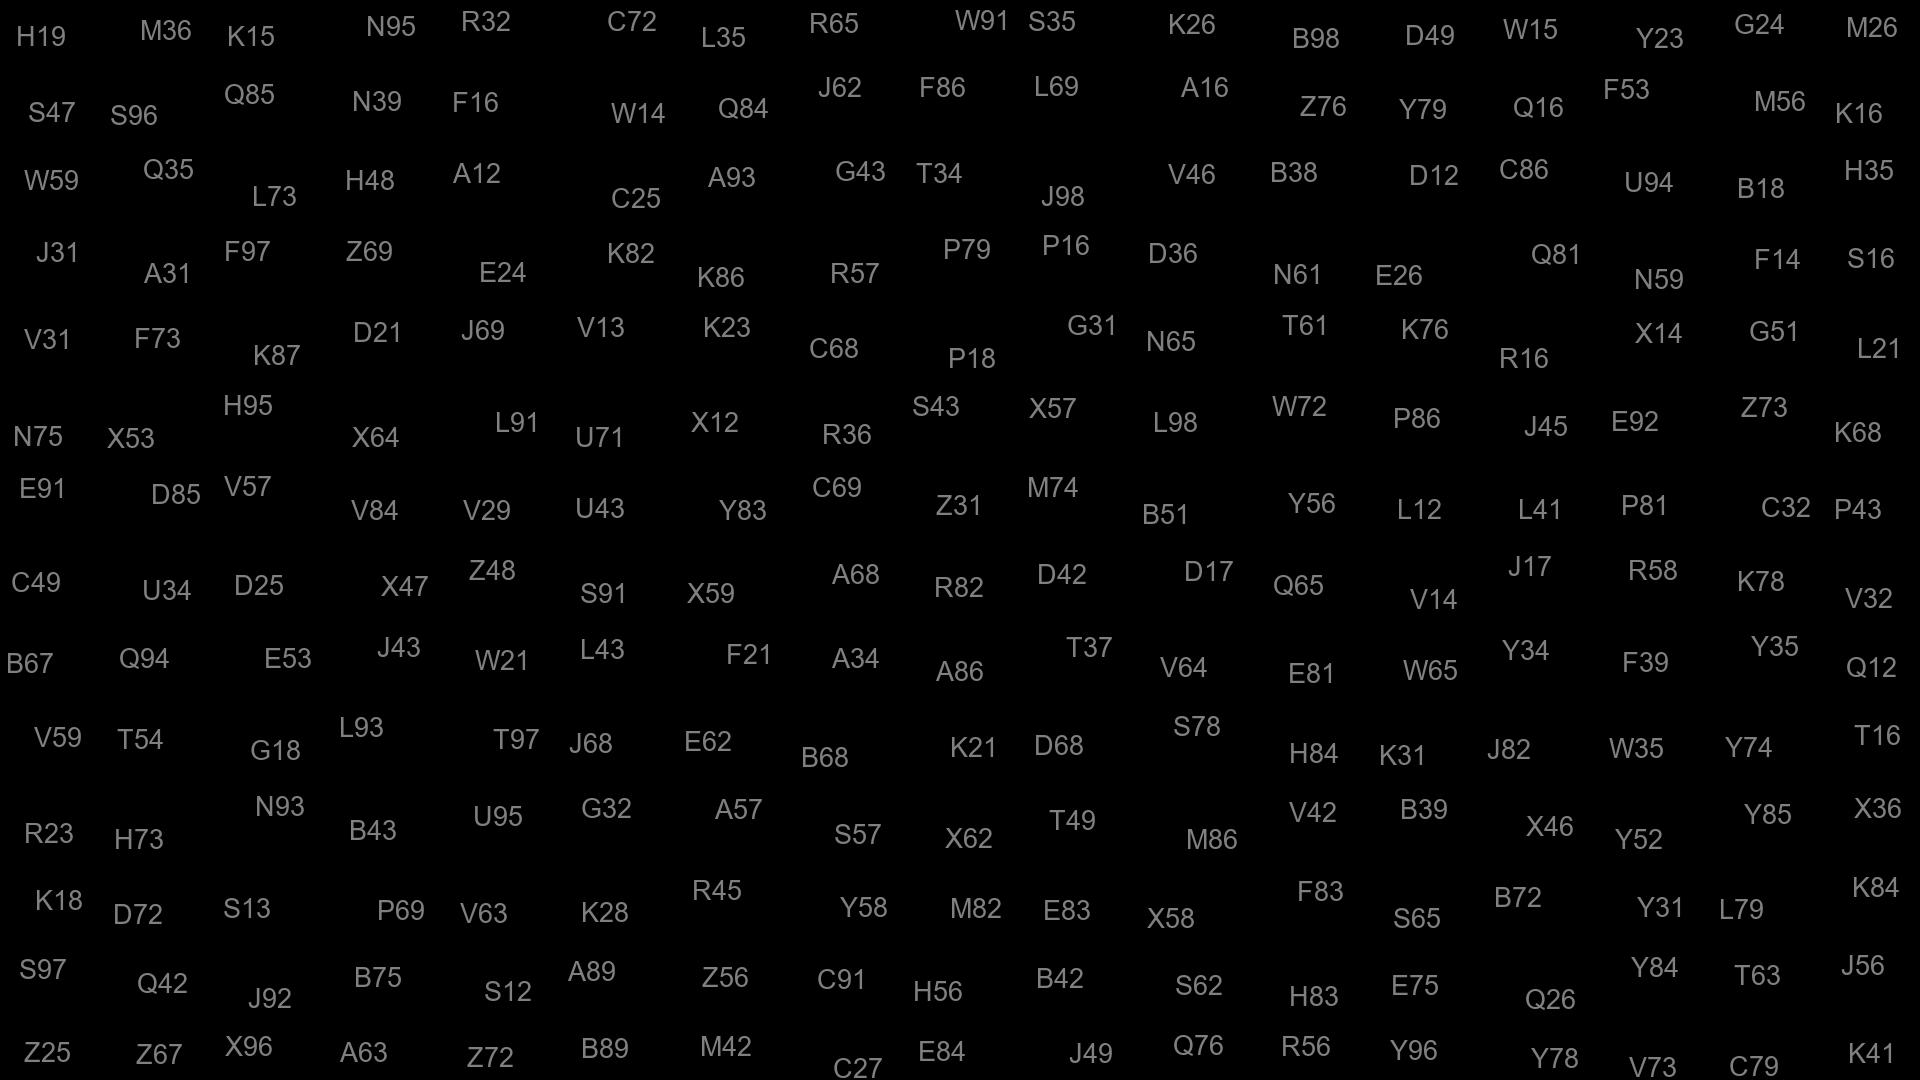 H19 M36 K15 N95 R32 C72 L35 R65 W91 S35 K26 B98 D49 W15 Y23 G24 M26
S47 S96 Q85 N39 F16 W14 Q84 J62 F86 L69 A16 Z76 Y79 Q16 F53 M56 K16
W59 Q35 L73 H48 A12 C25 A93 G43 T34 J98 V46 B38 D12 C86 U94 B18 H35
J31 A31 F97 Z69 E24 K82 K86 R57 P79 P16 D36 N61 E26 Q81 N59 F14 S16
V31 F73 K87 D21 J69 V13 K23 C68 P18 G31 N65 T61 K76 R16 X14 G51 L21
N75 X53 H95 X64 L91 U71 X12 R36 S43 X57 L98 W72 P86 J45 E92 Z73 K68
E91 D85 V57 V84 V29 U43 Y83 C69 Z31 M74 B51 Y56 L12 L41 P81 C32 P43
C49 U34 D25 X47 Z48 S91 X59 A68 R82 D42 D17 Q65 V14 J17 R58 K78 V32
B67 Q94 E53 J43 W21 L43 F21 A34 A86 T37 V64 E81 W65 Y34 F39 Y35 Q12
V59 T54 G18 L93 T97 J68 E62 B68 K21 D68 S78 H84 K31 J82 W35 Y74 T16
R23 H73 N93 B43 U95 G32 A57 S57 X62 T49 M86 V42 B39 X46 Y52 Y85 X36
K18 D72 S13 P69 V63 K28 R45 Y58 M82 E83 X58 F83 S65 B72 Y31 L79 K84
S97 Q42 J92 B75 S12 A89 Z56 C91 H56 B42 S62 H83 E75 Q26 Y84 T63 J56
Z25 Z67 X96 A63 Z72 B89 M42 C27 E84 J49 Q76 R56 Y96 Y78 V73 C79 K41